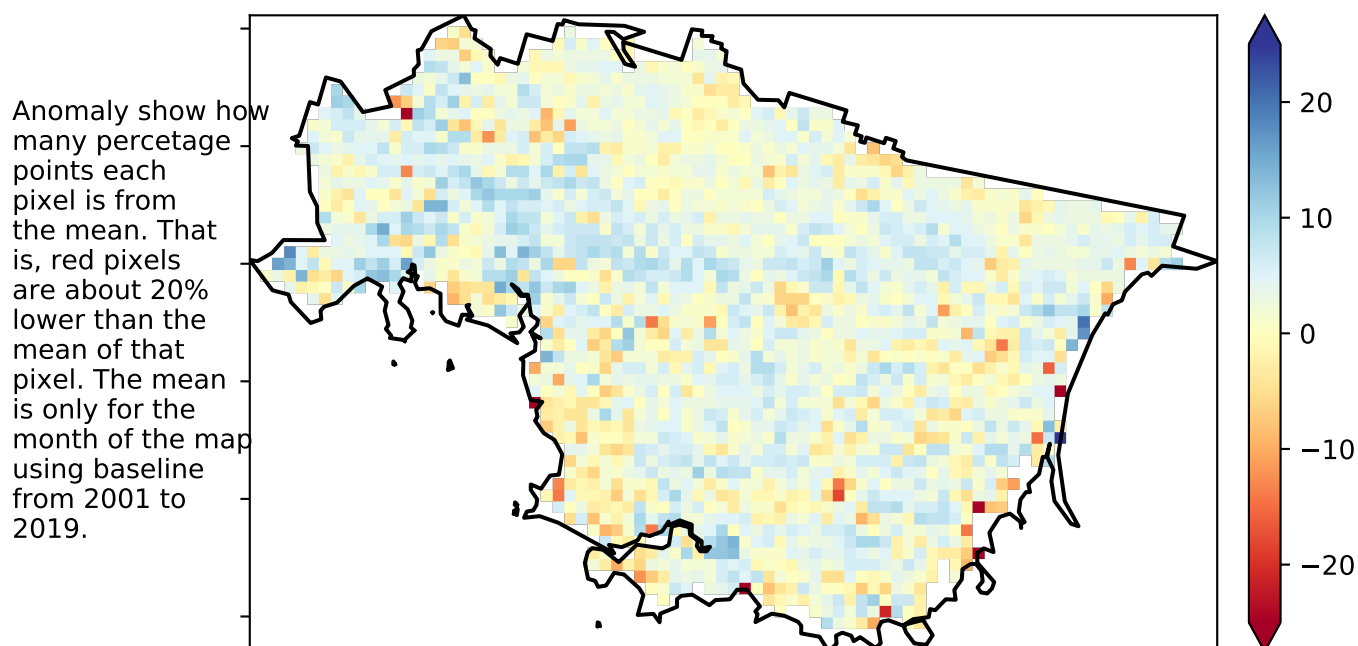 Anomaly show how
many percetage
points each
pixel is from
the mean. That
is, red pixels
are about 20%
lower than the
mean of that
pixel. The mean
is only for the
month of the map
using baseline
from 2001 to
2019.
20
10
0
−10
−20